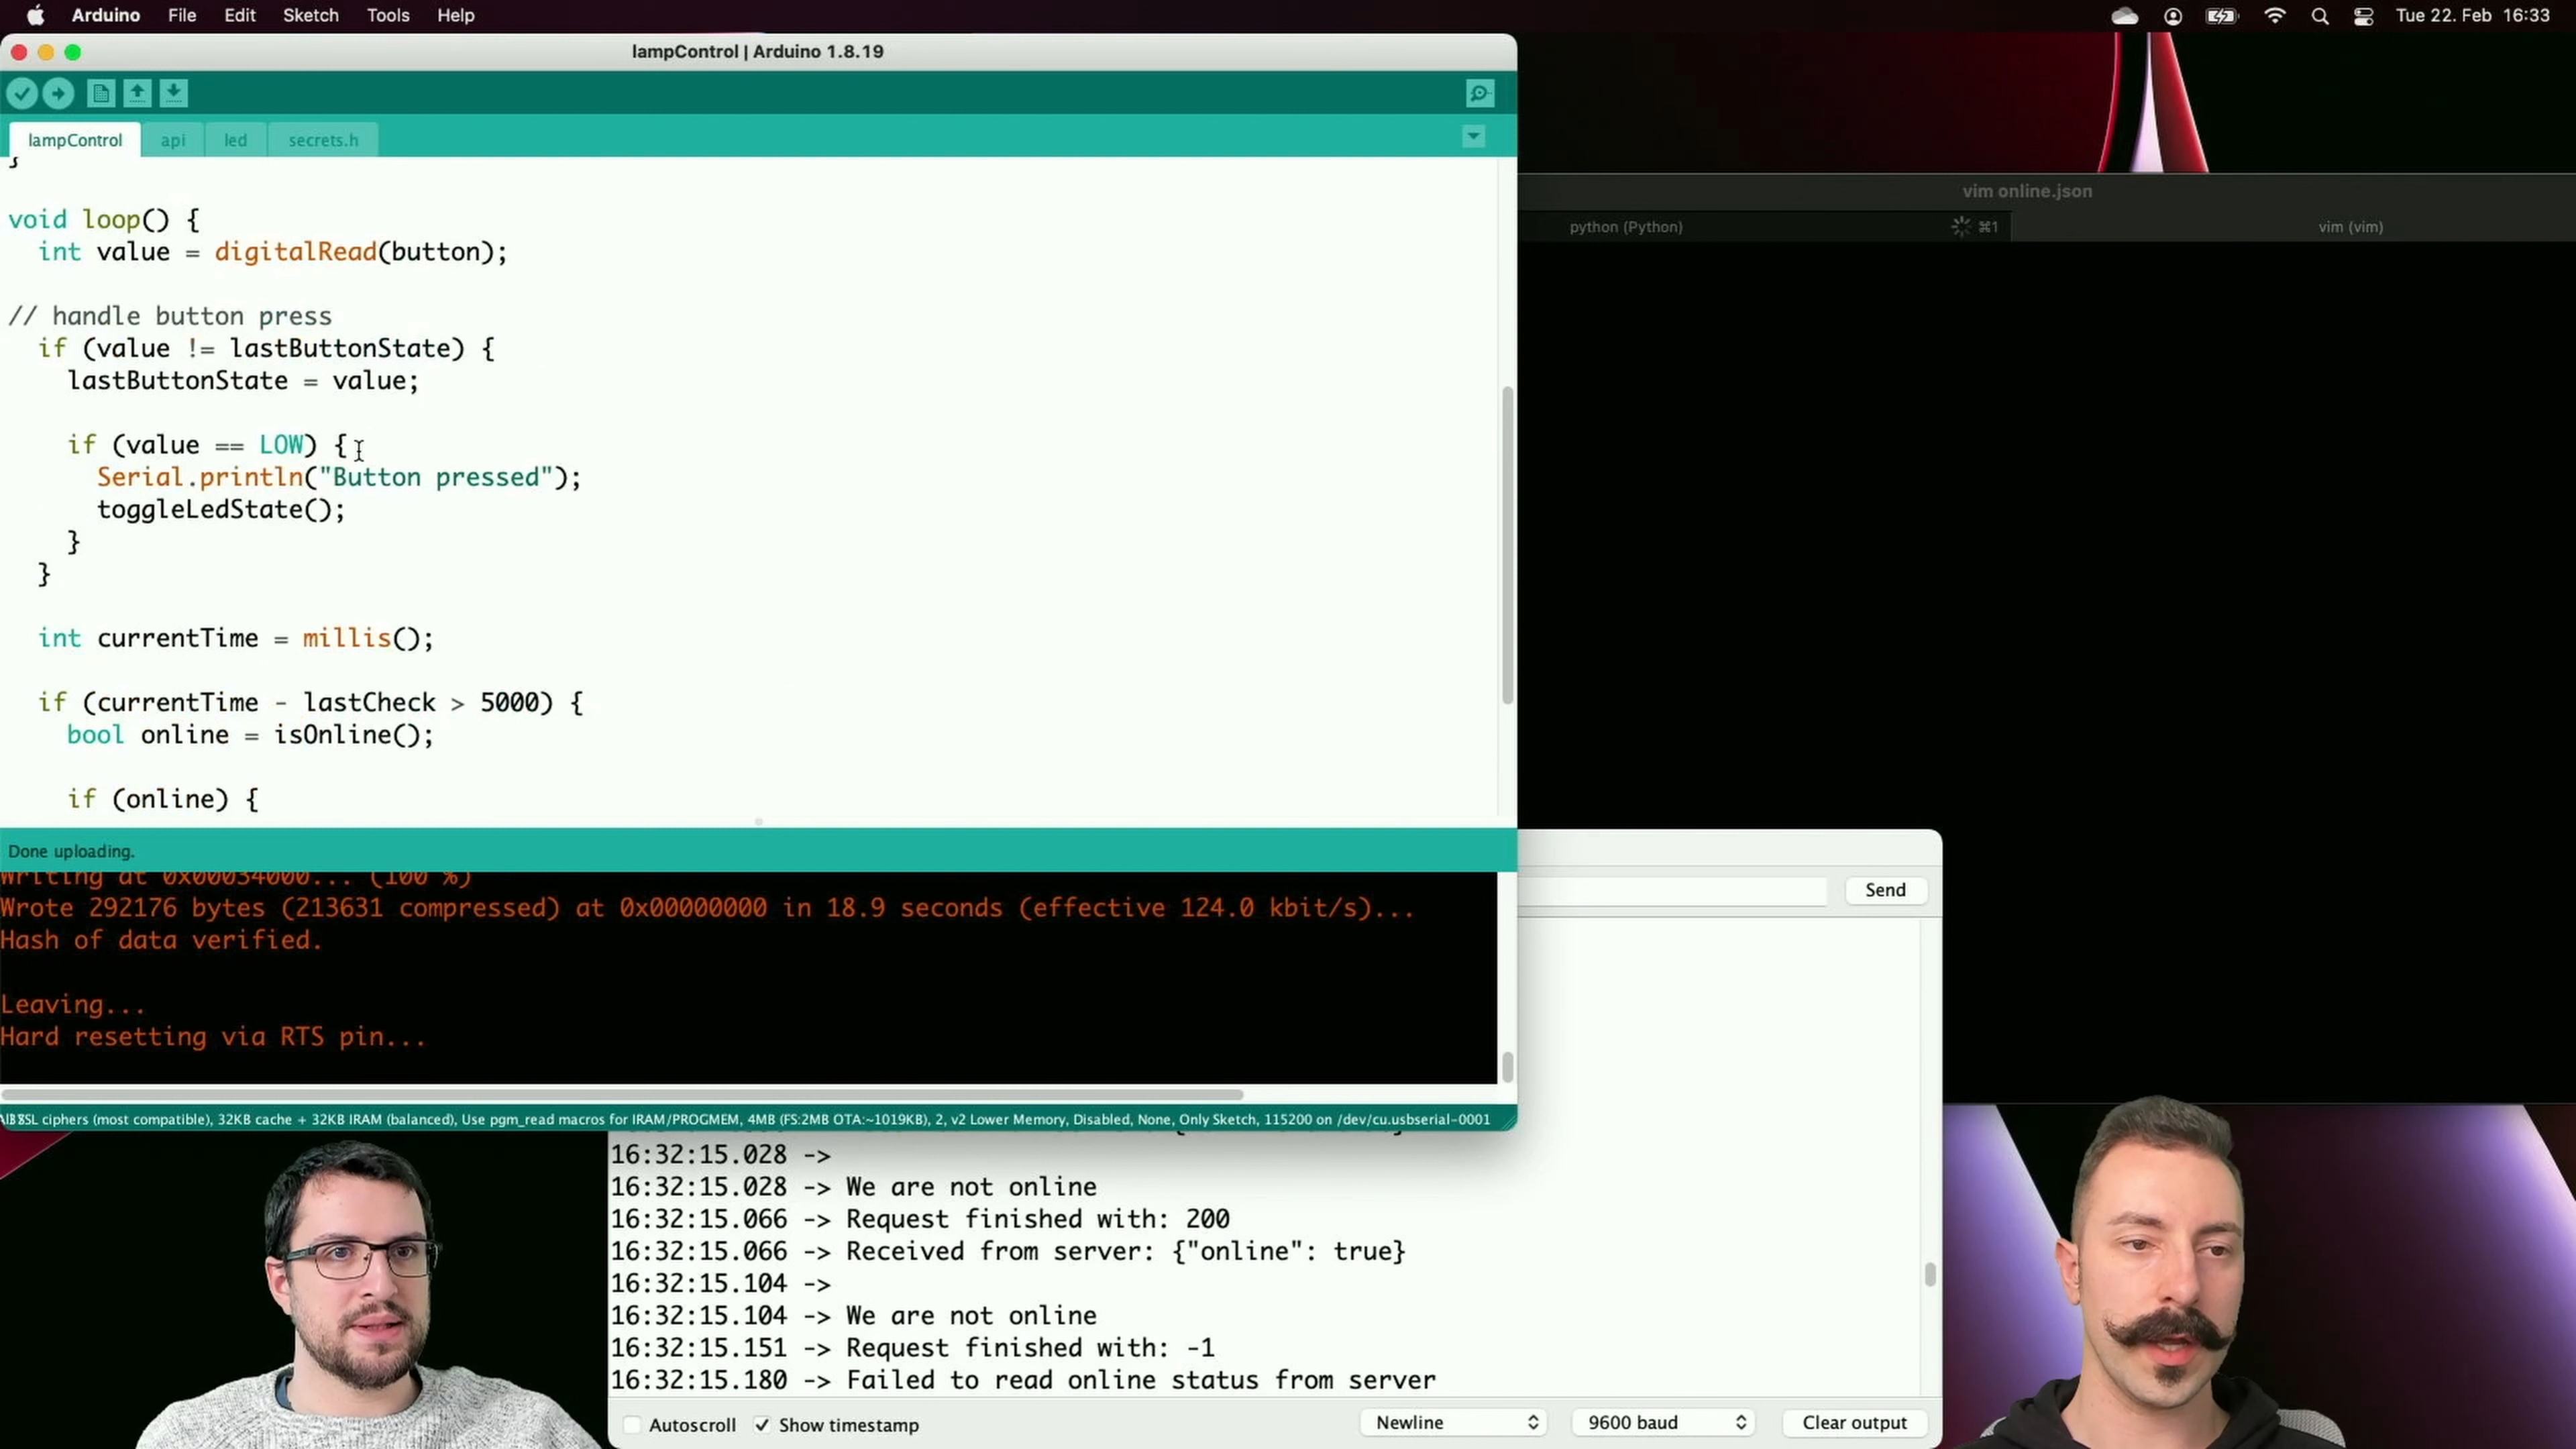 Arduino File Edit Sketch Tools Help
Tue 22. Feb 16:33
lampControl | Arduino 1.8.19
lampControl api led secrets.h
}
void loop() {
int value = digitalRead(button);
// handle button press
if (value != lastButtonState) {
lastButtonState = value;
if (value == LOW) {
Serial.println("Button pressed");
toggleLedState();
}
}
int currentTime = millis();
if (currentTime - lastCheck > 5000) {
bool online = isOnline();
if (online) {
Done uploading.
Writing at 0x00034000... (100 %)
Wrote 292176 bytes (213631 compressed) at 0x00000000 in 18.9 seconds (effective 124.0 kbit/s)...
Hash of data verified.
Leaving...
Hard resetting via RTS pin...
SSL ciphers (most compatible), 32KB cache + 32KB IRAM (balanced), Use pgm_read macros for IRAM/PROGMEM, 4MB (FS:2MB OTA:~1019KB), 2, v2 Lower Memory, Disabled, None, Only Sketch, 115200 on /dev/cu.usbserial-0001
vim online.json
python (Python) ⌘1 vim (vim)
Send
16:32:15.028 ->
16:32:15.028 -> We are not online
16:32:15.066 -> Request finished with: 200
16:32:15.066 -> Received from server: {"online": true}
16:32:15.104 ->
16:32:15.104 -> We are not online
16:32:15.151 -> Request finished with: -1
16:32:15.180 -> Failed to read online status from server
Autoscroll Show timestamp Newline 9600 baud Clear output